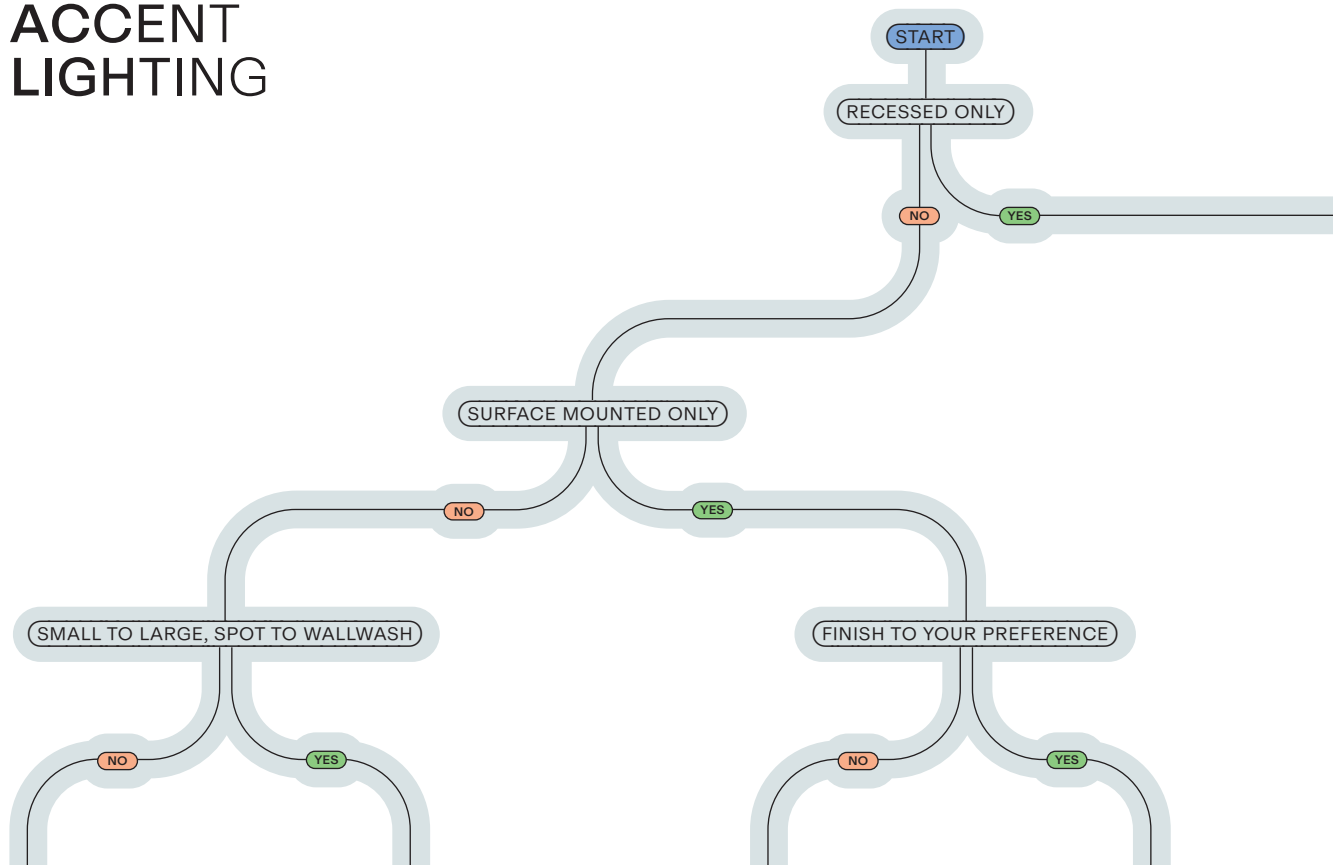 ACCENT
LIGHTING
START
RECESSED ONLY
NO
YES
SURFACE MOUNTED ONLY
NO
YES
SMALL TO LARGE, SPOT TO WALLWASH
FINISH TO YOUR PREFERENCE
NO
YES
NO
YES